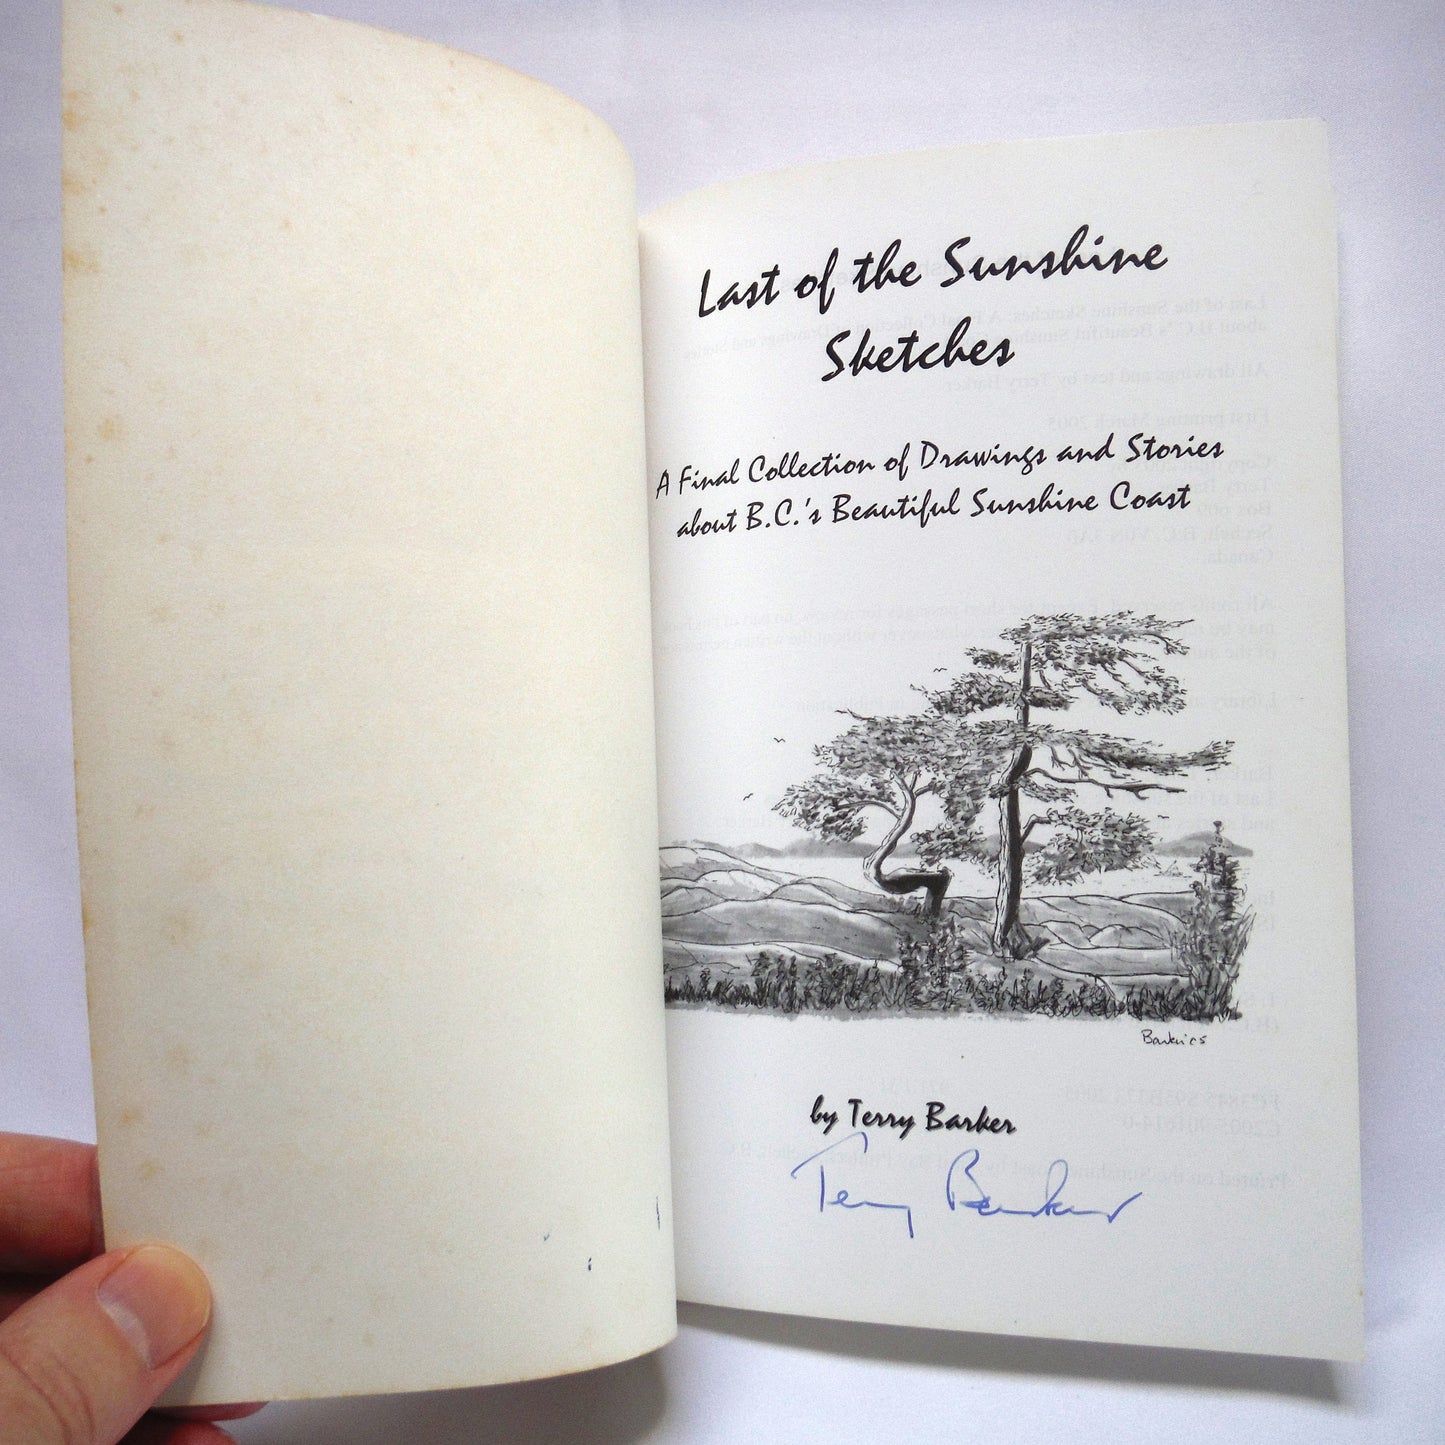 Last of the Sunshine
Sketches
A Final Collection of Drawings and Stories
about B.C.'s Beautiful Sunshine Coast
Barker '05
by Terry Barker
Terry Barker